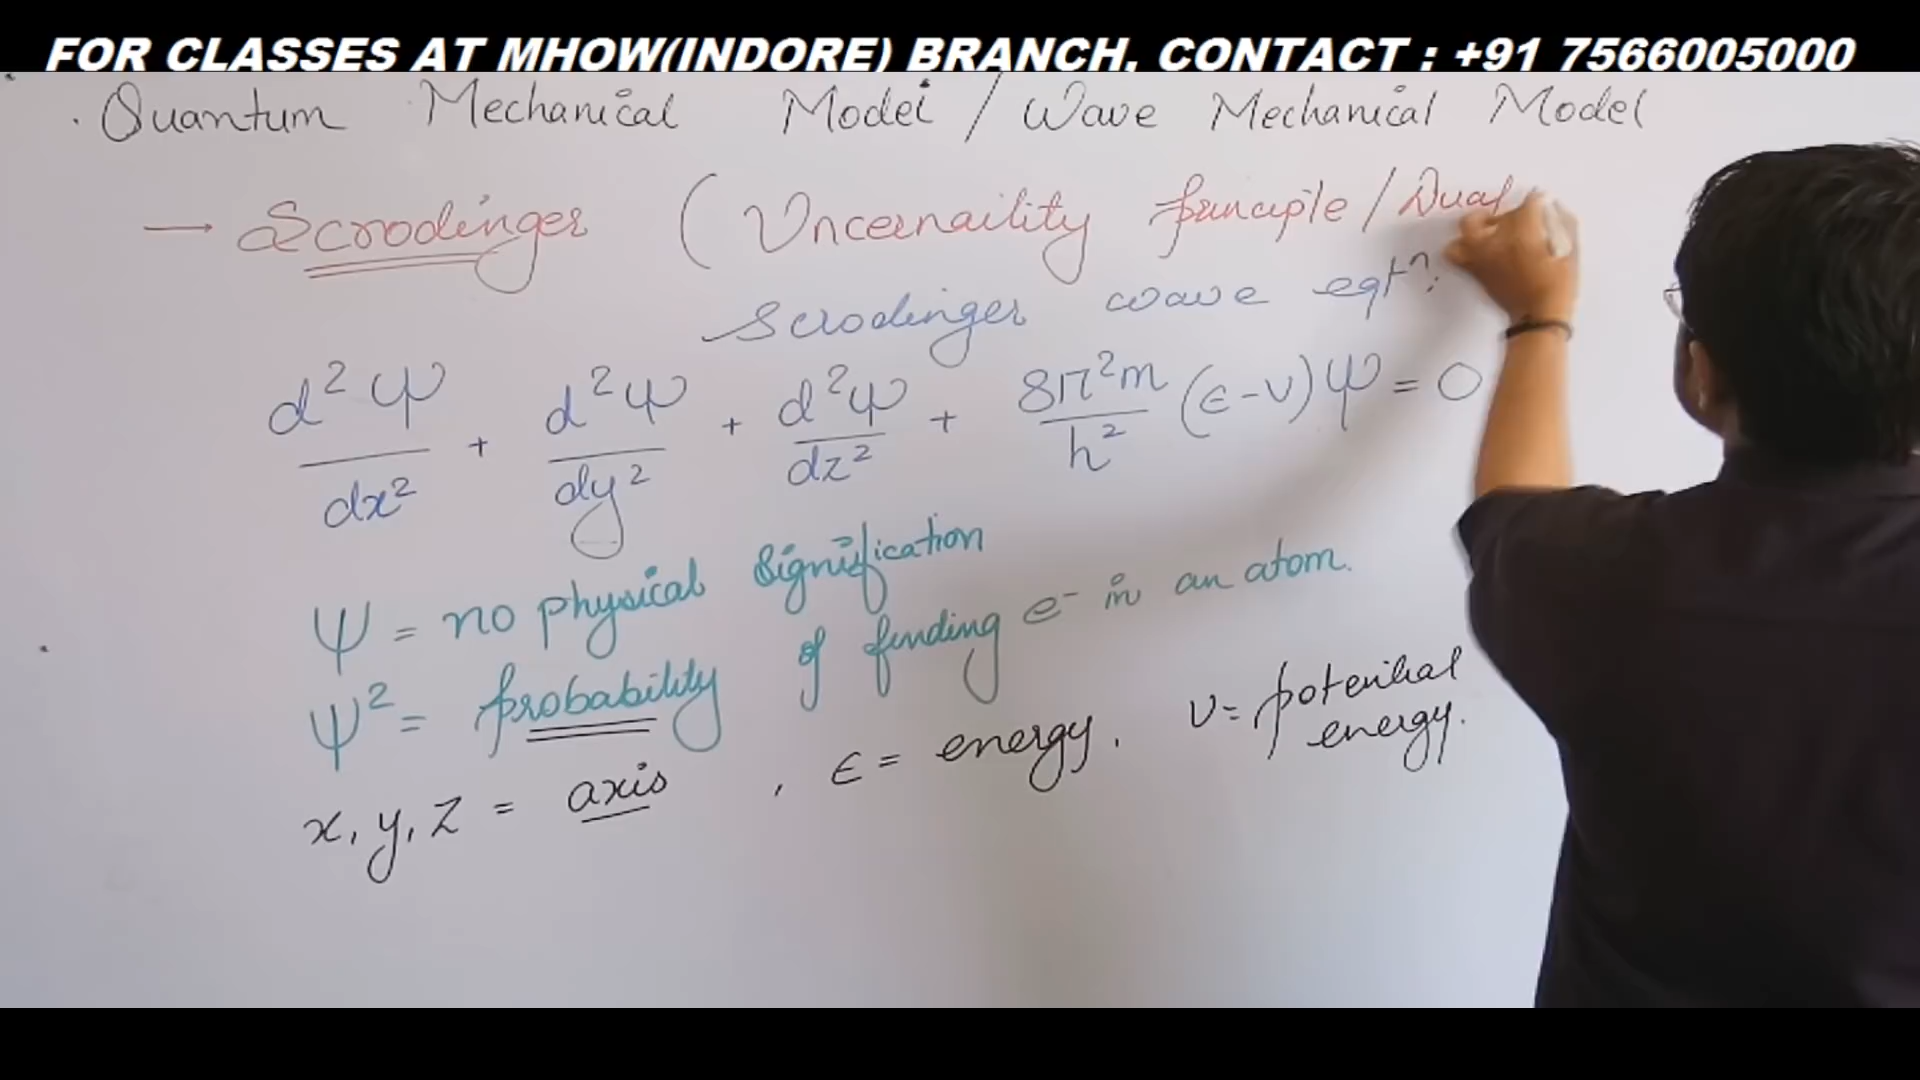 FOR CLASSES AT MHOW(INDORE) BRANCH, CONTACT : +91 7566005000
. Quantum Mechanical Model / Wave Mechanical Model
→ Scrodinger ( Uncernaility principle / Dual
Scrodinger wave eqtⁿ:
d²ψ/dx² + d²ψ/dy² + d²ψ/dz² + 8π²m/h² (ε-v)ψ = 0
ψ = no physical signification
ψ² = probability of finding e⁻ in an atom.
x, y, z = axis , ε = energy. v = potential energy.